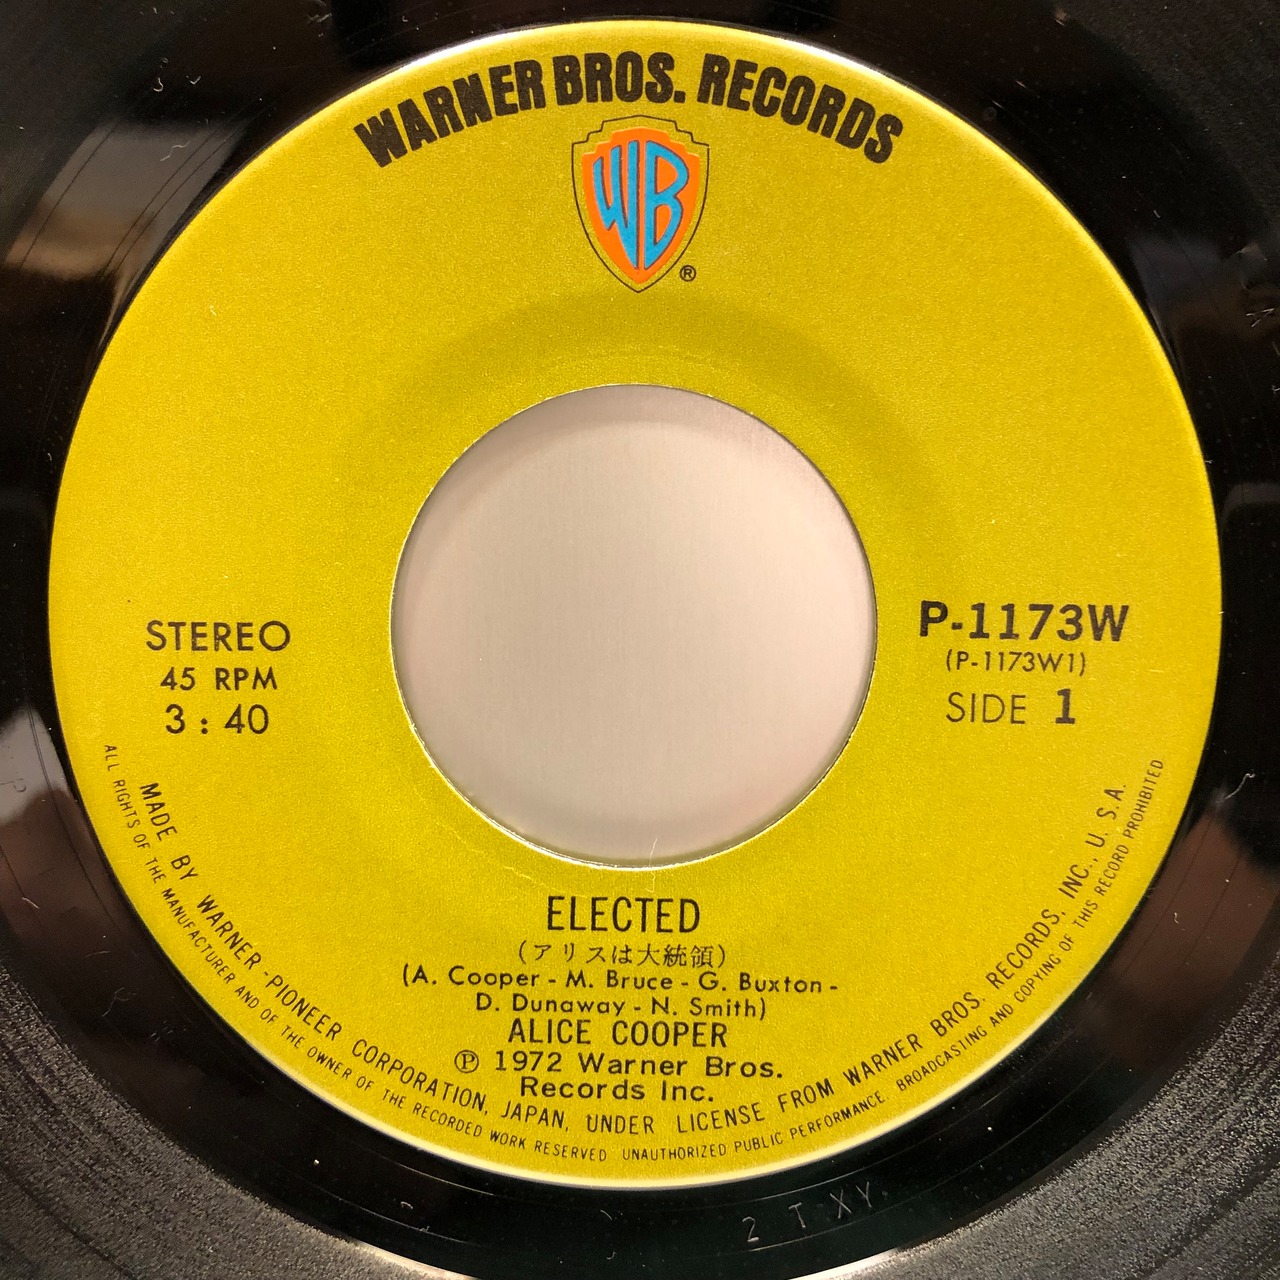 WARNER BROS. RECORDS
WB
®
STEREO
45 RPM
3 : 40
P-1173W
(P-1173W1)
SIDE 1
ELECTED
(アリスは大統領)
(A. Cooper - M. Bruce - G. Buxton -
D. Dunaway - N. Smith)
ALICE COOPER
℗ 1972 Warner Bros.
Records Inc.
MADE BY WARNER-PIONEER CORPORATION, JAPAN, UNDER LICENSE FROM WARNER BROS. RECORDS, INC., U. S. A.
ALL RIGHTS OF THE MANUFACTURER AND OF THE OWNER OF THE RECORDED WORK RESERVED UNAUTHORIZED PUBLIC PERFORMANCE BROADCASTING AND COPYING OF THIS RECORD PROHIBITED
2 T XY